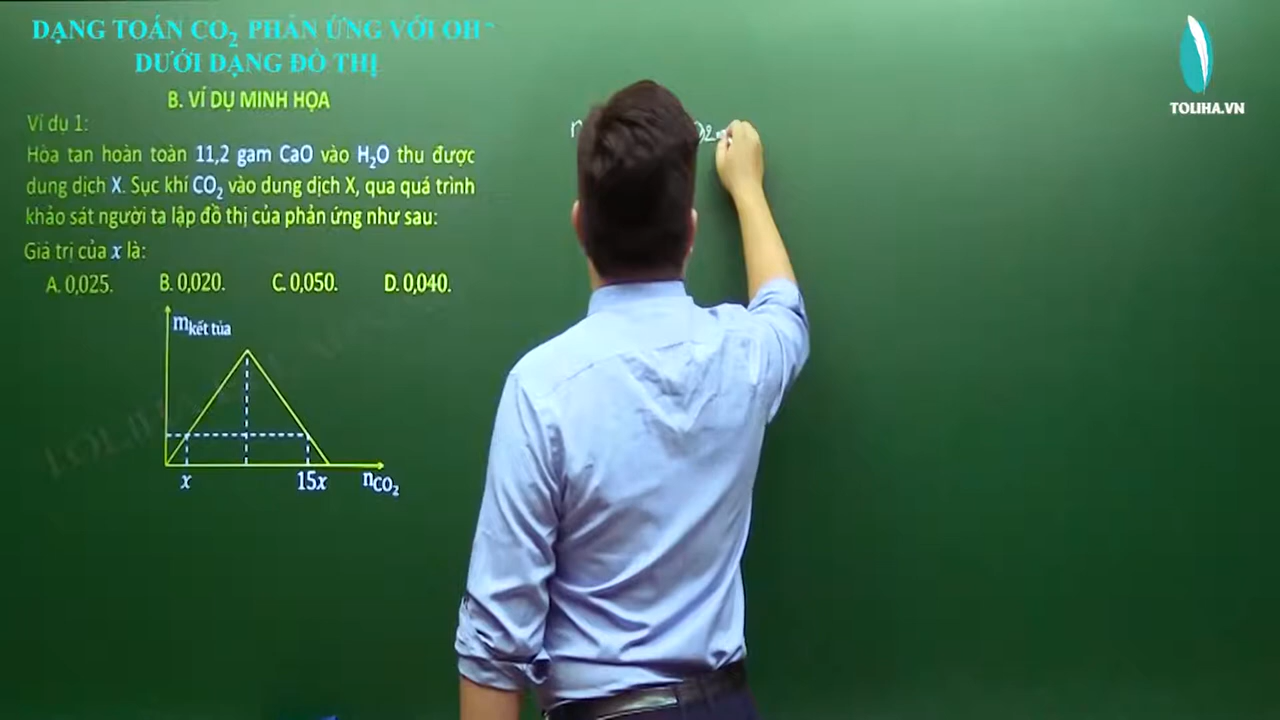 DẠNG TOÁN CO₂ PHẢN ỨNG VỚI OH⁻
DƯỚI DẠNG ĐỒ THỊ
B. VÍ DỤ MINH HỌA
Ví dụ 1:
Hòa tan hoàn toàn 11,2 gam CaO vào H₂O thu được
dung dịch X. Sục khí CO₂ vào dung dịch X, qua quá trình
khảo sát người ta lập đồ thị của phản ứng như sau:
Giá trị của x là:
A. 0,025. B. 0,020. C. 0,050. D. 0,040.
m kết tủa
x 15x nCO₂
TOLIHA.VN